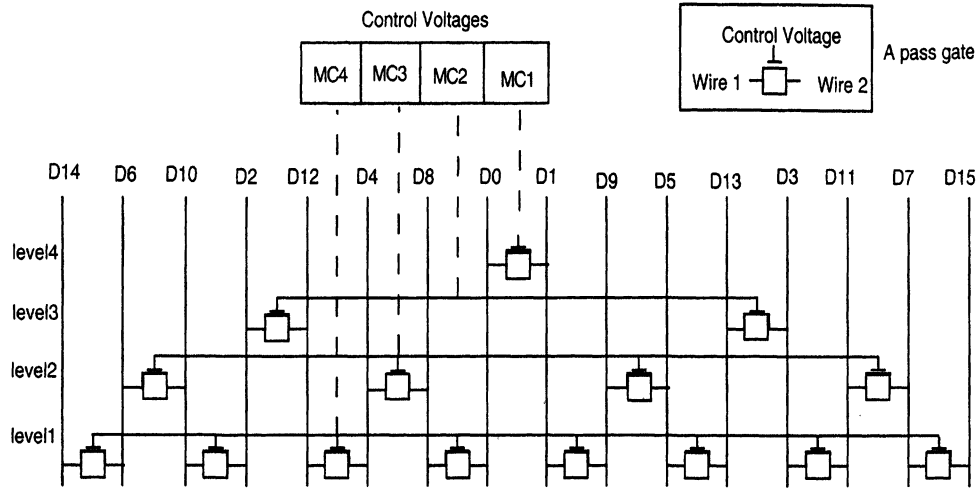 Control Voltages
MC4 MC3 MC2 MC1
Control Voltage
Wire 1 Wire 2
A pass gate
D14 D6 D10 D2 D12 D4 D8 D0 D1 D9 D5 D13 D3 D11 D7 D15
level4
level3
level2
level1